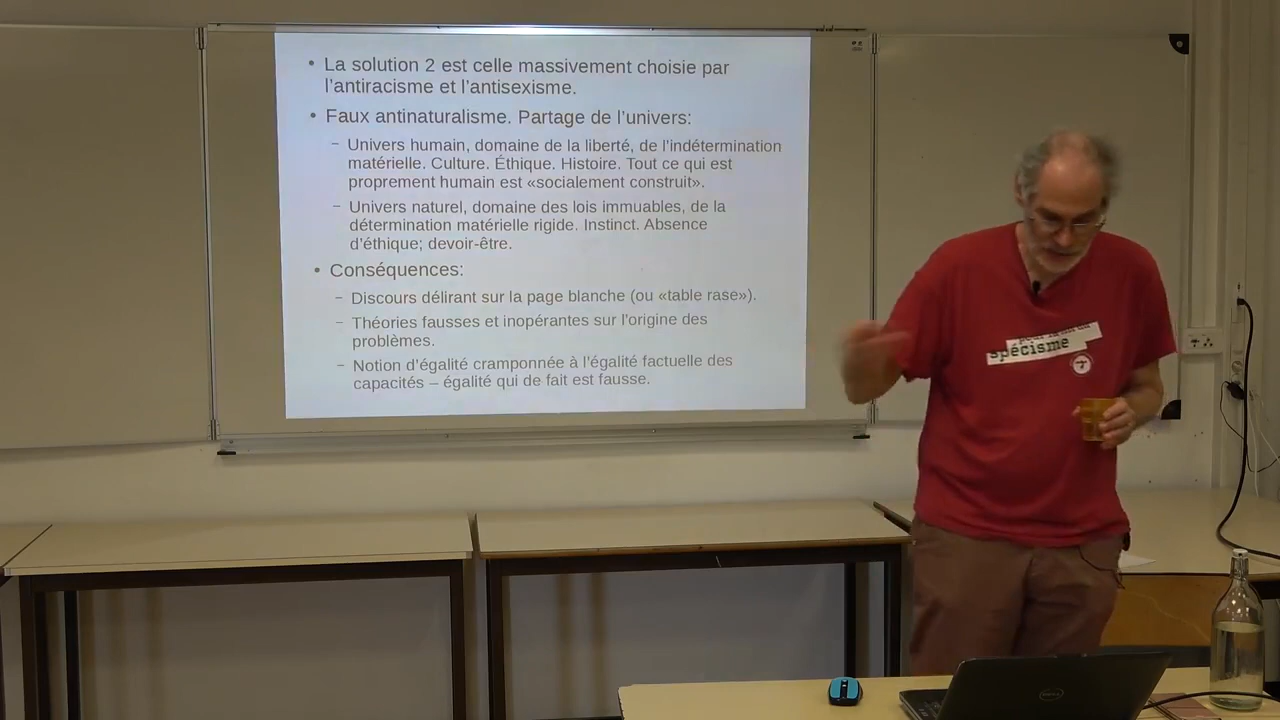 • La solution 2 est celle massivement choisie par
l’antiracisme et l’antisexisme.
• Faux antinaturalisme. Partage de l’univers:
– Univers humain, domaine de la liberté, de l’indétermination
matérielle. Culture. Éthique. Histoire. Tout ce qui est
proprement humain est «socialement construit».
– Univers naturel, domaine des lois immuables, de la
détermination matérielle rigide. Instinct. Absence
d’éthique; devoir-être.
• Conséquences:
– Discours délirant sur la page blanche (ou «table rase»).
– Théories fausses et inopérantes sur l’origine des
problèmes.
– Notion d’égalité cramponnée à l’égalité factuelle des
capacités – égalité qui de fait est fausse.
spécisme
DELL